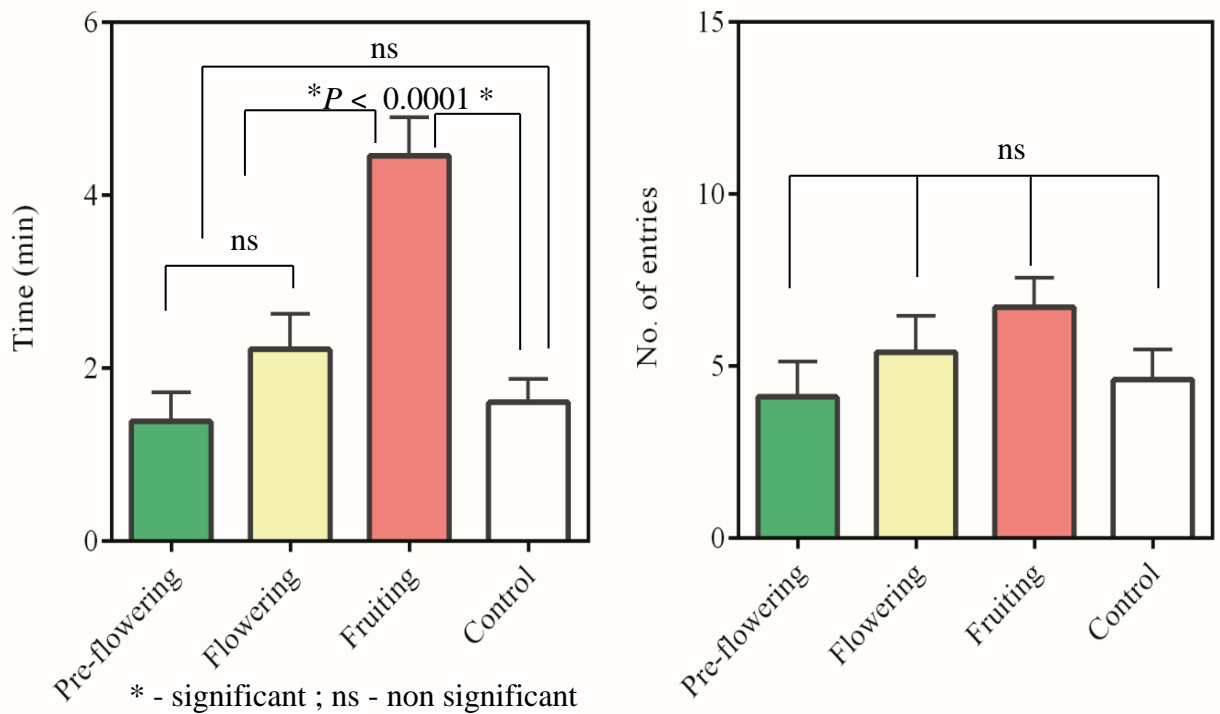 Time (min)
6
4
2
0
ns
*P < 0.0001 *
ns
Pre-flowering
Flowering
Fruiting
Control
No. of entries
15
10
5
0
ns
Pre-flowering
Flowering
Fruiting
Control
* - significant ; ns - non significant